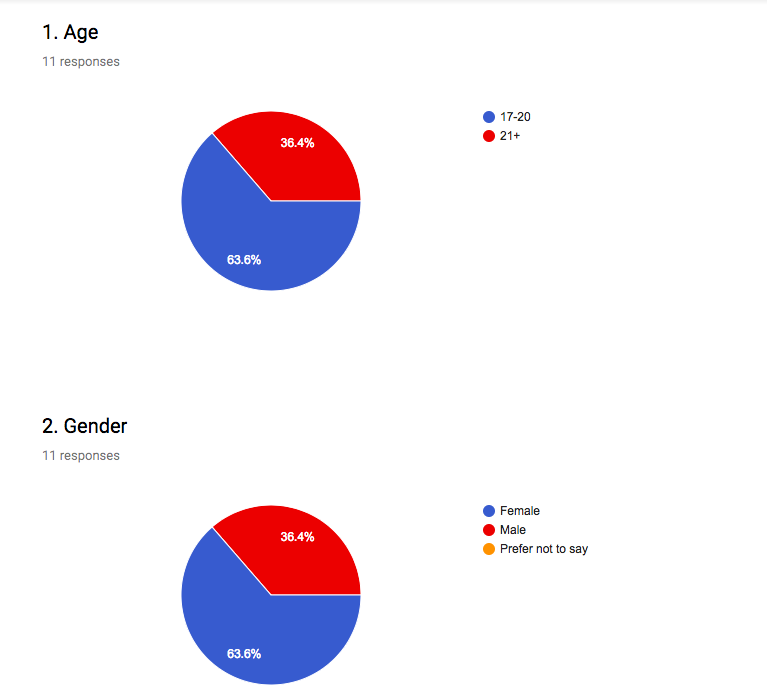 1. Age
11 responses
17-20
21+
36.4%
63.6%
2. Gender
11 responses
Female
Male
Prefer not to say
36.4%
63.6%